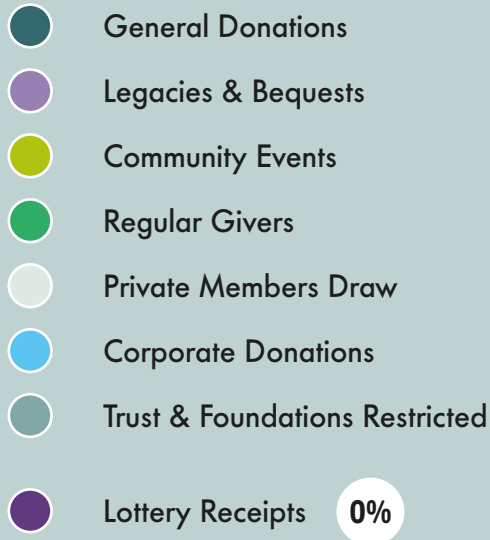 General Donations
Legacies & Bequests
Community Events
Regular Givers
Private Members Draw
Corporate Donations
Trust & Foundations Restricted
Lottery Receipts 0%